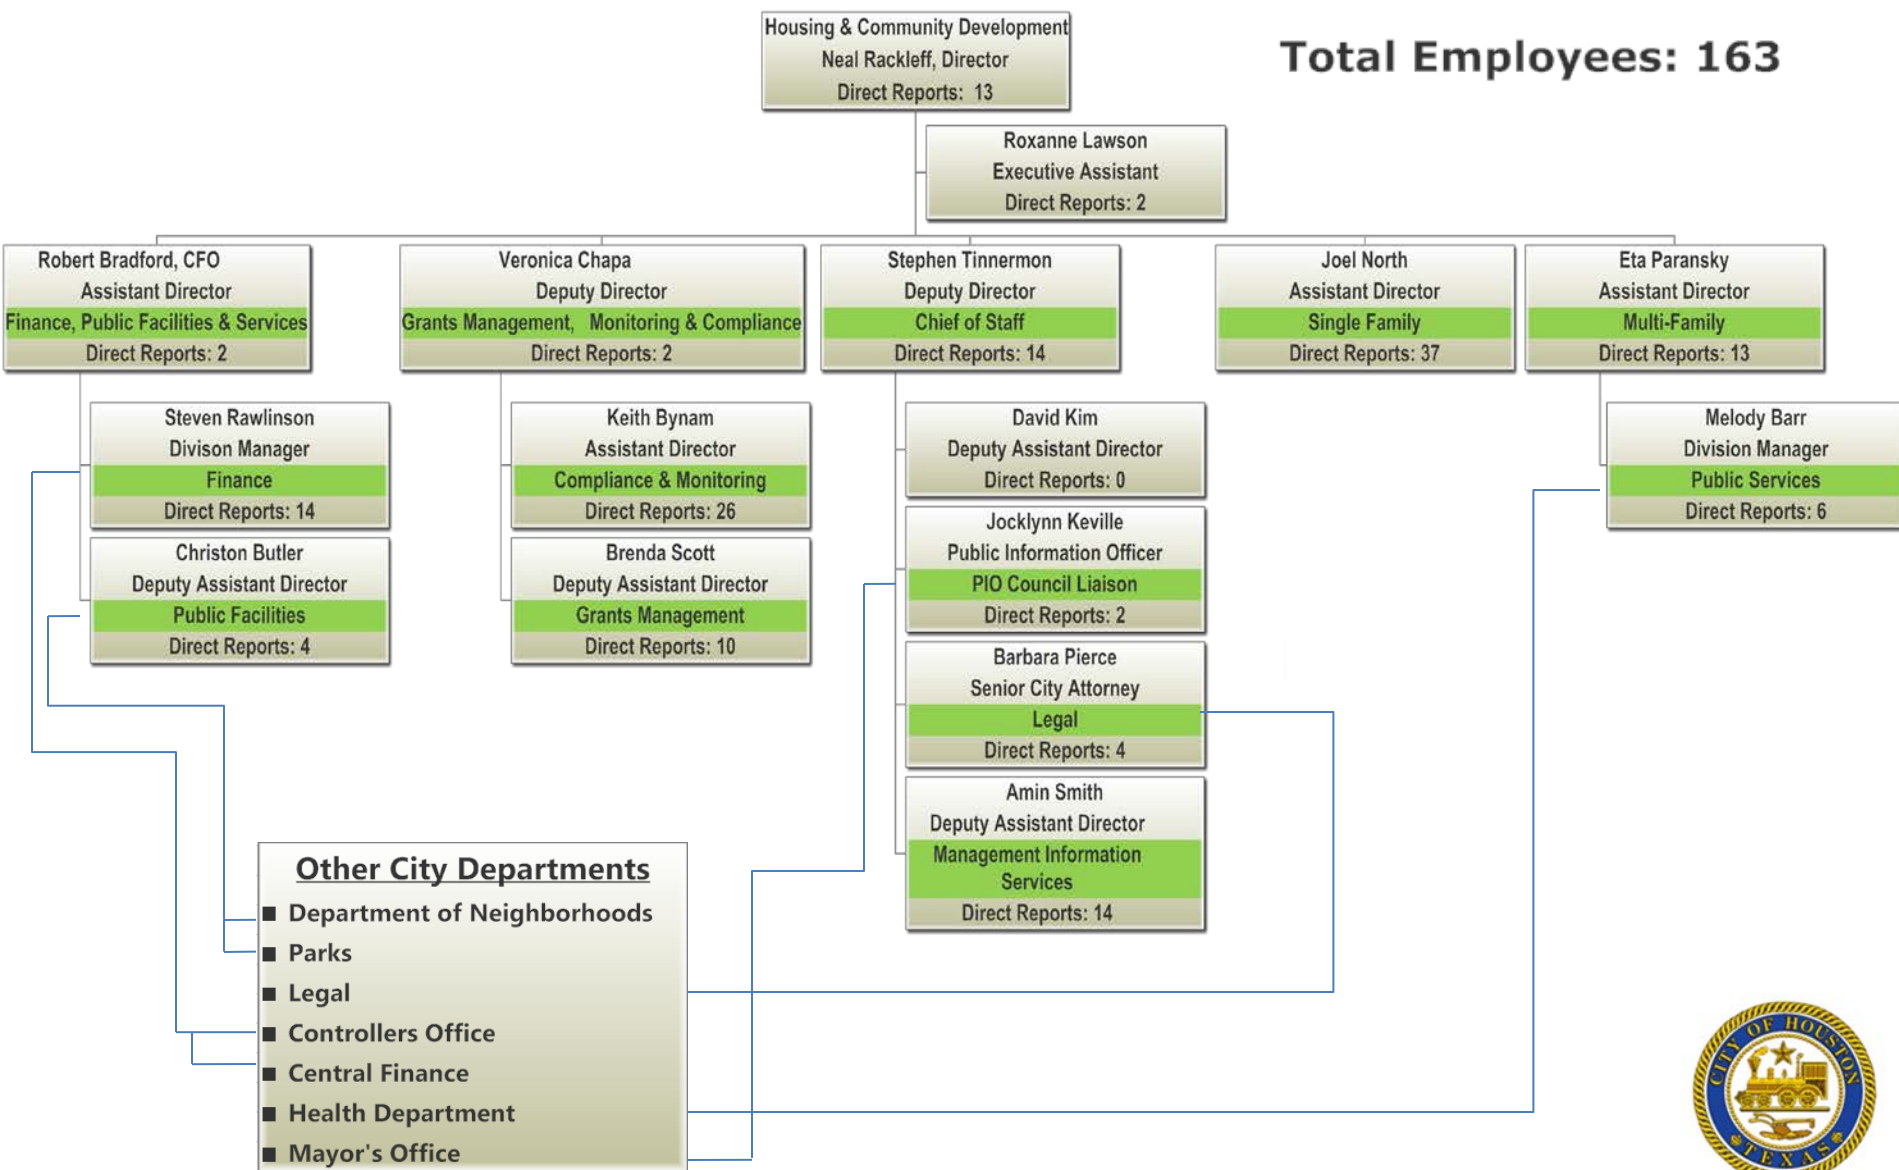 Housing & Community Development
Neal Rackleff, Director
Direct Reports: 13
Total Employees: 163
Roxanne Lawson
Executive Assistant
Direct Reports: 2
Robert Bradford, CFO
Assistant Director
Finance, Public Facilities & Services
Direct Reports: 2
Veronica Chapa
Deputy Director
Grants Management, Monitoring & Compliance
Direct Reports: 2
Stephen Tinnermon
Deputy Director
Chief of Staff
Direct Reports: 14
Joel North
Assistant Director
Single Family
Direct Reports: 37
Eta Paransky
Assistant Director
Multi-Family
Direct Reports: 13
Steven Rawlinson
Divison Manager
Finance
Direct Reports: 14
Christon Butler
Deputy Assistant Director
Public Facilities
Direct Reports: 4
Keith Bynam
Assistant Director
Compliance & Monitoring
Direct Reports: 26
Brenda Scott
Deputy Assistant Director
Grants Management
Direct Reports: 10
David Kim
Deputy Assistant Director
Direct Reports: 0
Jocklynn Keville
Public Information Officer
PIO Council Liaison
Direct Reports: 2
Barbara Pierce
Senior City Attorney
Legal
Direct Reports: 4
Amin Smith
Deputy Assistant Director
Management Information
Services
Direct Reports: 14
Melody Barr
Division Manager
Public Services
Direct Reports: 6
Other City Departments
■ Department of Neighborhoods
■ Parks
■ Legal
■ Controllers Office
■ Central Finance
■ Health Department
■ Mayor's Office
CITY OF HOUSTON
TEXAS